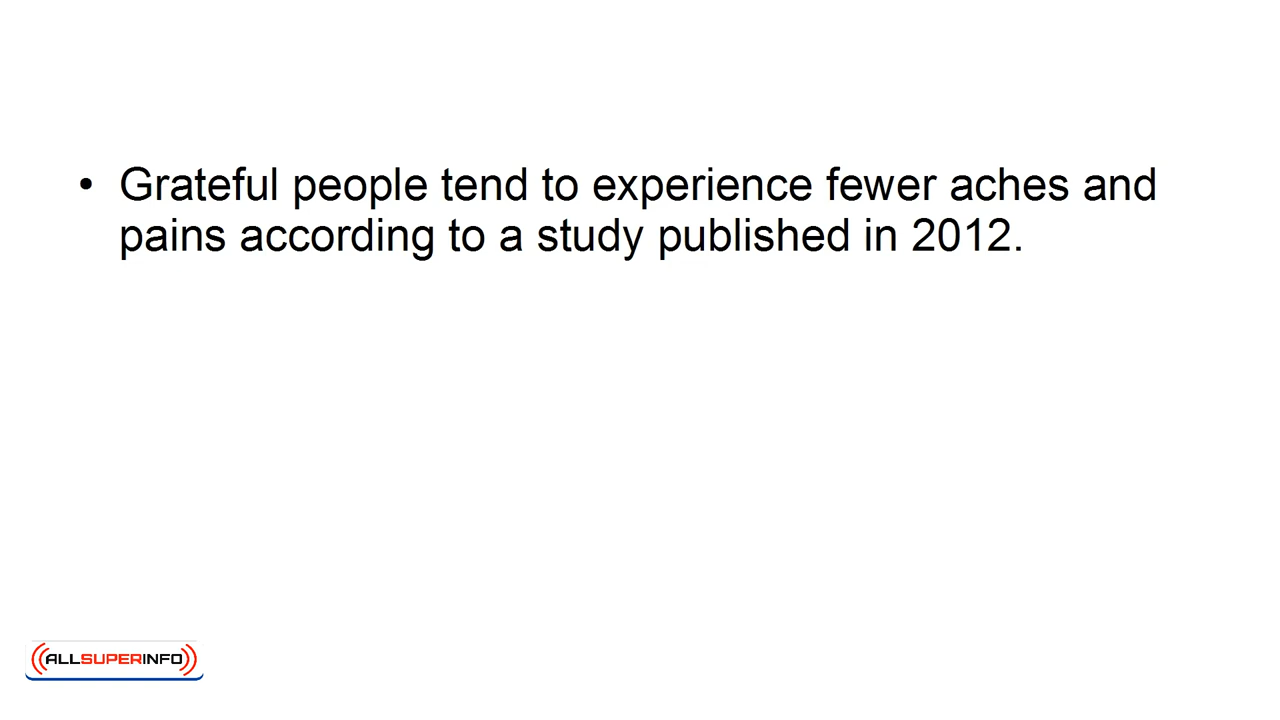 • Grateful people tend to experience fewer aches and
pains according to a study published in 2012.
ALLSUPERINFO